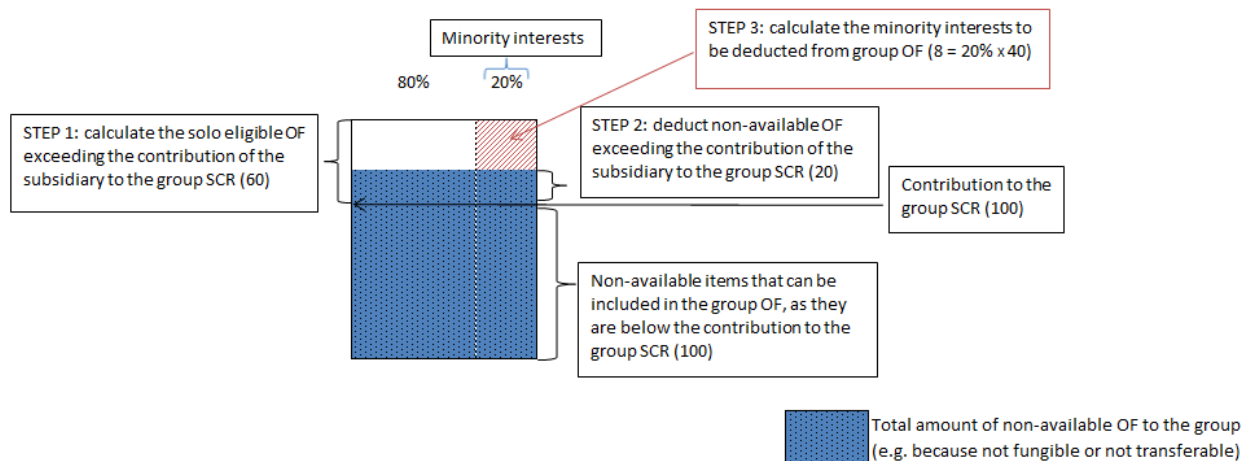 Minority interests
80%
20%
STEP 3: calculate the minority interests to
be deducted from group OF (8 = 20% x 40)
STEP 1: calculate the solo eligible OF
exceeding the contribution of the
subsidiary to the group SCR (60)
STEP 2: deduct non-available OF
exceeding the contribution of the
subsidiary to the group SCR (20)
Contribution to the
group SCR (100)
Non-available items that can be
included in the group OF, as they
are below the contribution to the
group SCR (100)
Total amount of non-available OF to the group
(e.g. because not fungible or not transferable)